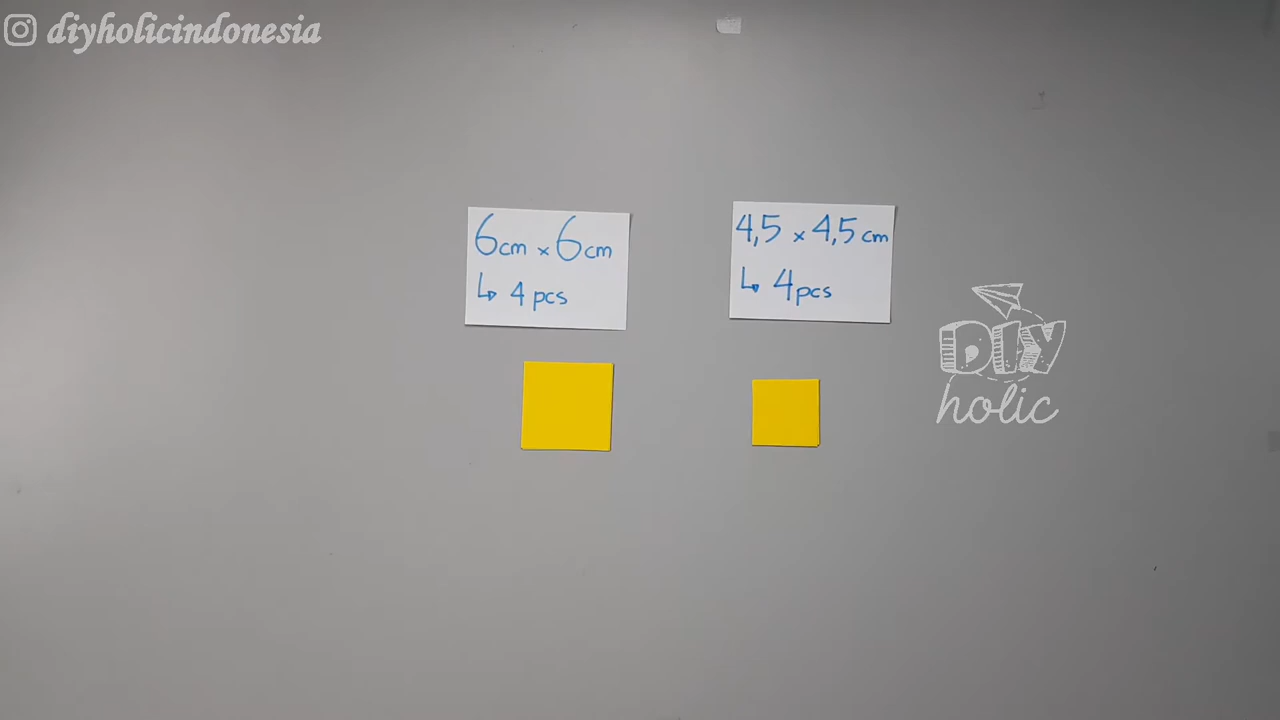 diyholicindonesia
6cm x 6cm
↳ 4 pcs
4,5 x 4,5 cm
↳ 4pcs
DIY
holic